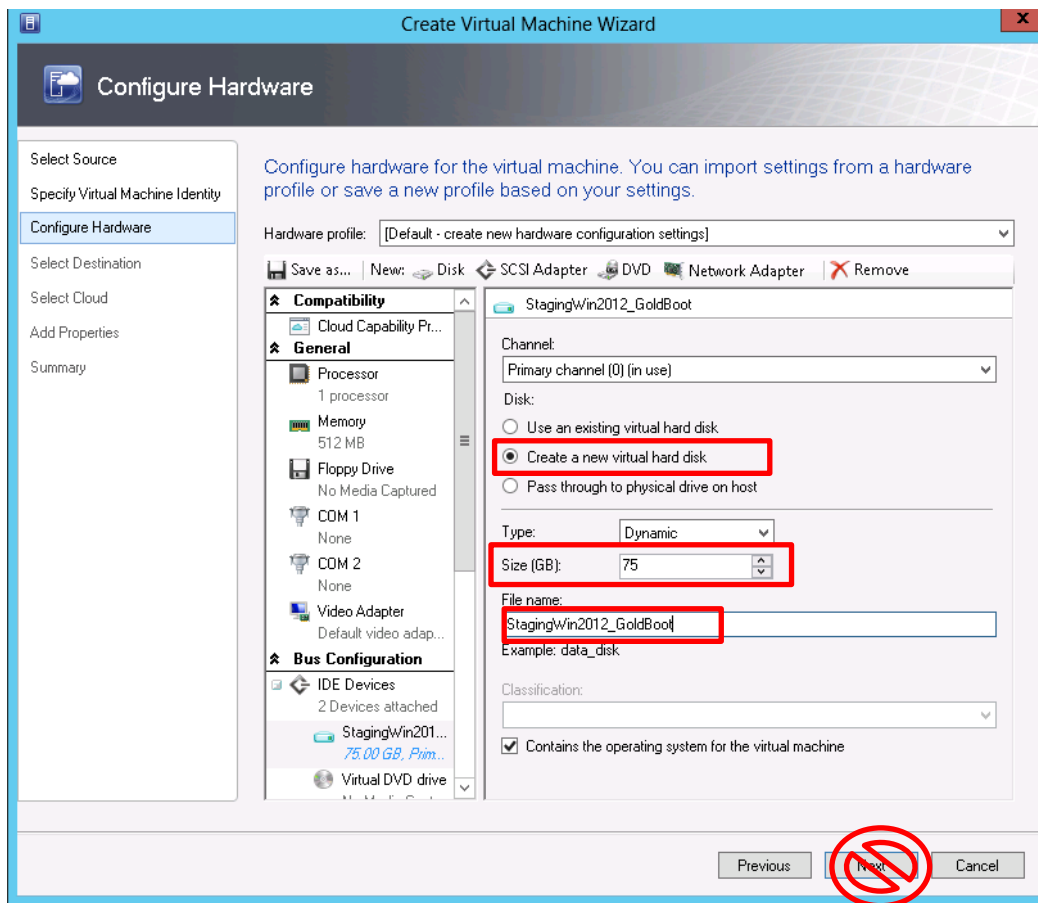 Create Virtual Machine Wizard
x
Configure Hardware
Select Source
Specify Virtual Machine Identity
Configure Hardware
Select Destination
Select Cloud
Add Properties
Summary
Configure hardware for the virtual machine. You can import settings from a hardware
profile or save a new profile based on your settings.
Hardware profile: [Default - create new hardware configuration settings]
Save as... New: Disk SCSI Adapter DVD Network Adapter Remove
Compatibility
Cloud Capability Pr...
General
Processor
1 processor
Memory
512 MB
Floppy Drive
No Media Captured
COM 1
None
COM 2
None
Video Adapter
Default video adap...
Bus Configuration
IDE Devices
2 Devices attached
StagingWin201...
75.00 GB, Prim...
Virtual DVD drive
StagingWin2012_GoldBoot
Channel:
Primary channel (0) (in use)
Disk:
Use an existing virtual hard disk
Create a new virtual hard disk
Pass through to physical drive on host
Type: Dynamic
Size (GB): 75
File name:
StagingWin2012_GoldBoot
Example: data_disk
Classification:
Contains the operating system for the virtual machine
Previous
Next
Cancel